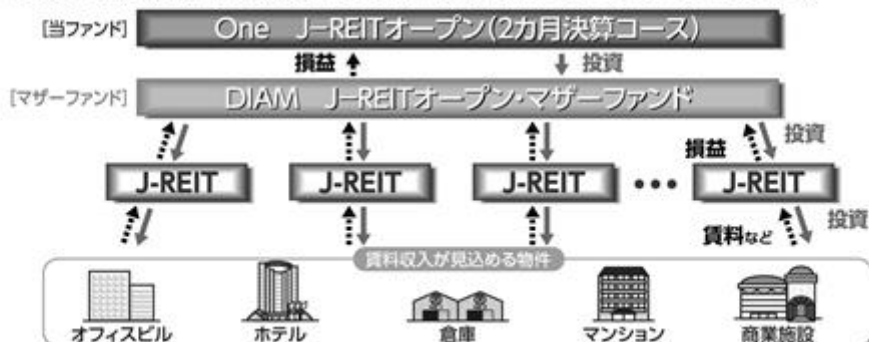 [当ファンド] One J-REITオープン(2カ月決算コース)
損益 投資
[マザーファンド] DIAM J-REITオープン・マザーファンド
損益 投資
J-REIT J-REIT J-REIT ••• J-REIT
賃料など 投資
賃料収入が見込める物件
オフィスビル ホテル 倉庫 マンション 商業施設